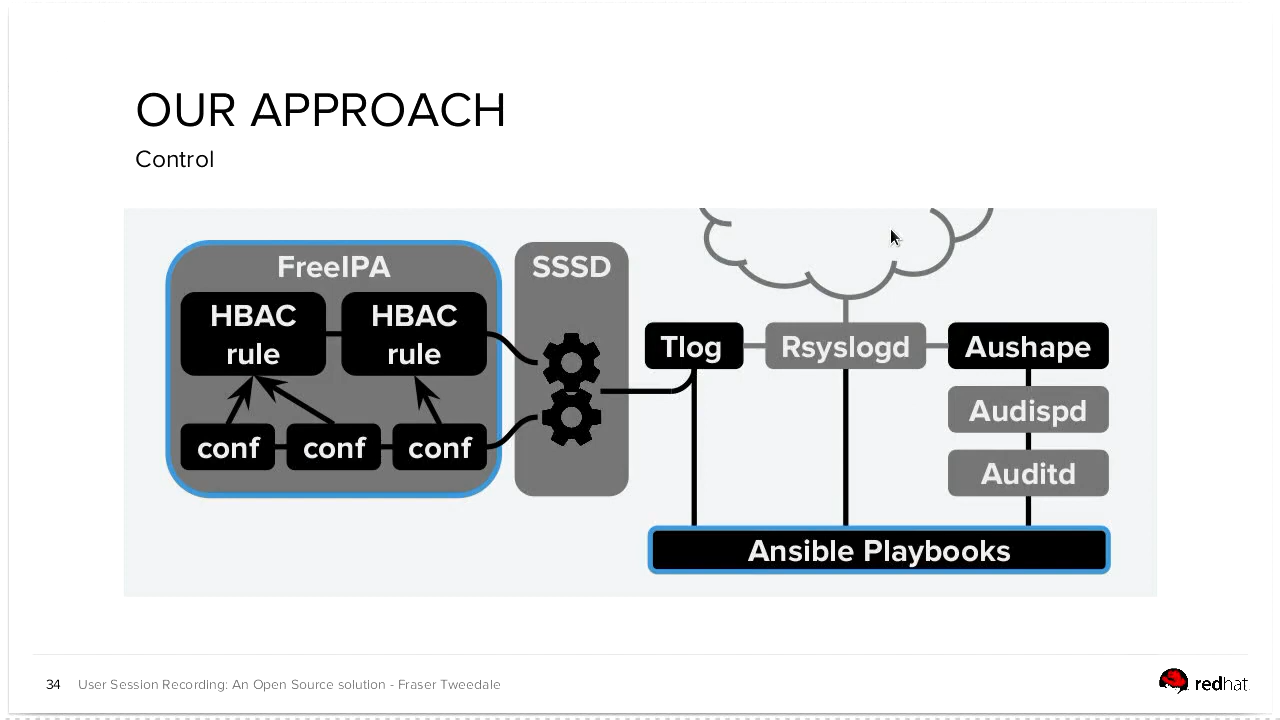 OUR APPROACH
Control
FreeIPA
HBAC
rule
HBAC
rule
conf
conf
conf
SSSD
Tlog
Rsyslogd
Aushape
Audispd
Auditd
Ansible Playbooks
34 User Session Recording: An Open Source solution - Fraser Tweedale
redhat.